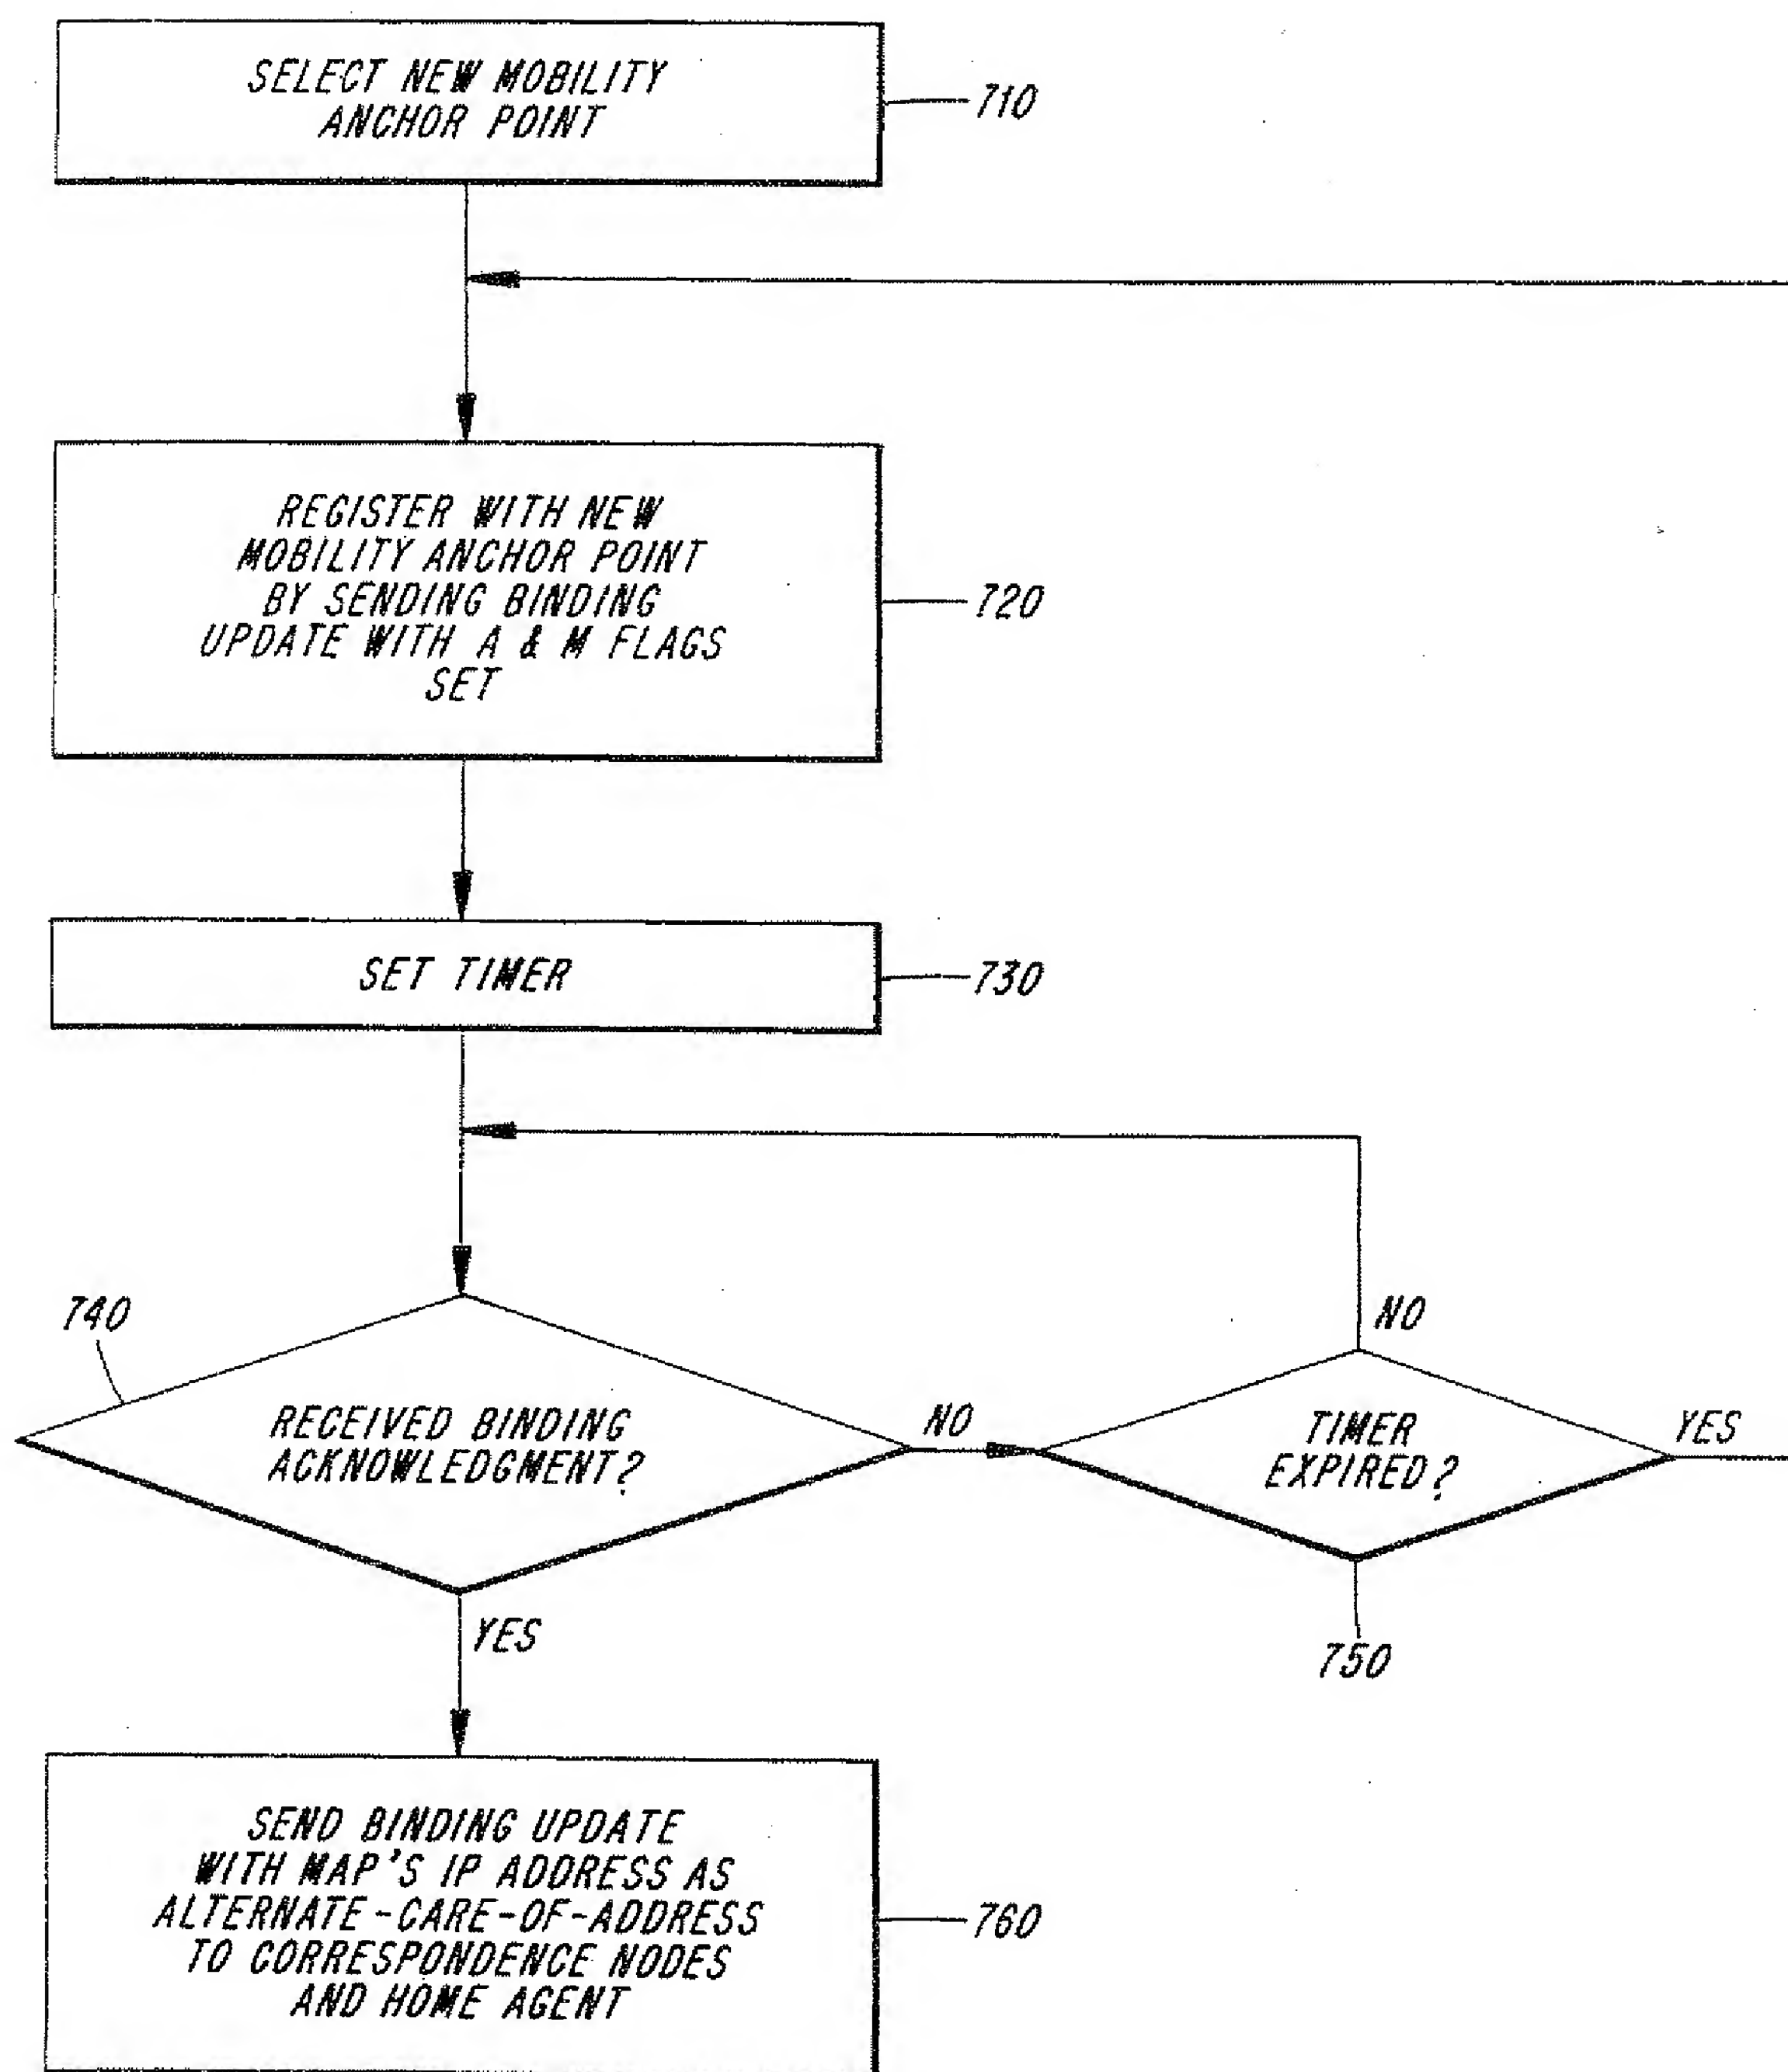 SELECT NEW MOBILITY
ANCHOR POINT
710
REGISTER WITH NEW
MOBILITY ANCHOR POINT
BY SENDING BINDING
UPDATE WITH A & M FLAGS
SET
720
SET TIMER
730
740
RECEIVED BINDING
ACKNOWLEDGMENT?
NO
NO
TIMER
EXPIRED?
YES
750
YES
SEND BINDING UPDATE
WITH MAP'S IP ADDRESS AS
ALTERNATE-CARE-OF-ADDRESS
TO CORRESPONDENCE NODES
AND HOME AGENT
760